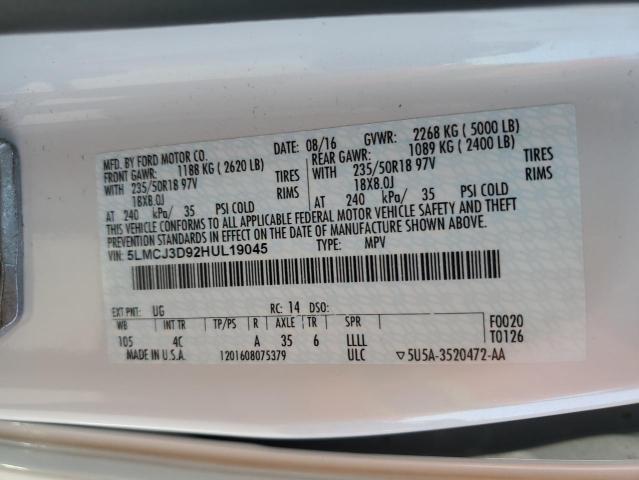 MFD. BY FORD MOTOR CO. DATE: 08/16 GVWR: 2268 KG ( 5000 LB)
FRONT GAWR: 1188 KG ( 2620 LB) REAR GAWR: 1089 KG ( 2400 LB)
WITH 235/50R18 97V TIRES WITH 235/50R18 97V TIRES
18X8.0J RIMS 18X8.0J RIMS
AT 240 kPa/ 35 PSI COLD AT 240 kPa/ 35 PSI COLD
THIS VEHICLE CONFORMS TO ALL APPLICABLE FEDERAL MOTOR VEHICLE SAFETY AND THEFT
PREVENTION STANDARDS IN EFFECT ON THE DATE OF MANUFACTURE SHOWN ABOVE.
VIN: 5LMCJ3D92HUL19045 TYPE: MPV
EXT PNT: UG RC: 14 DSO: F0020
WB INT TR TP/PS R AXLE TR SPR T0126
105 4C A 35 6 LLLL
MADE IN U.S.A. 1201608075379 ULC ▽5U5A-3520472-AA